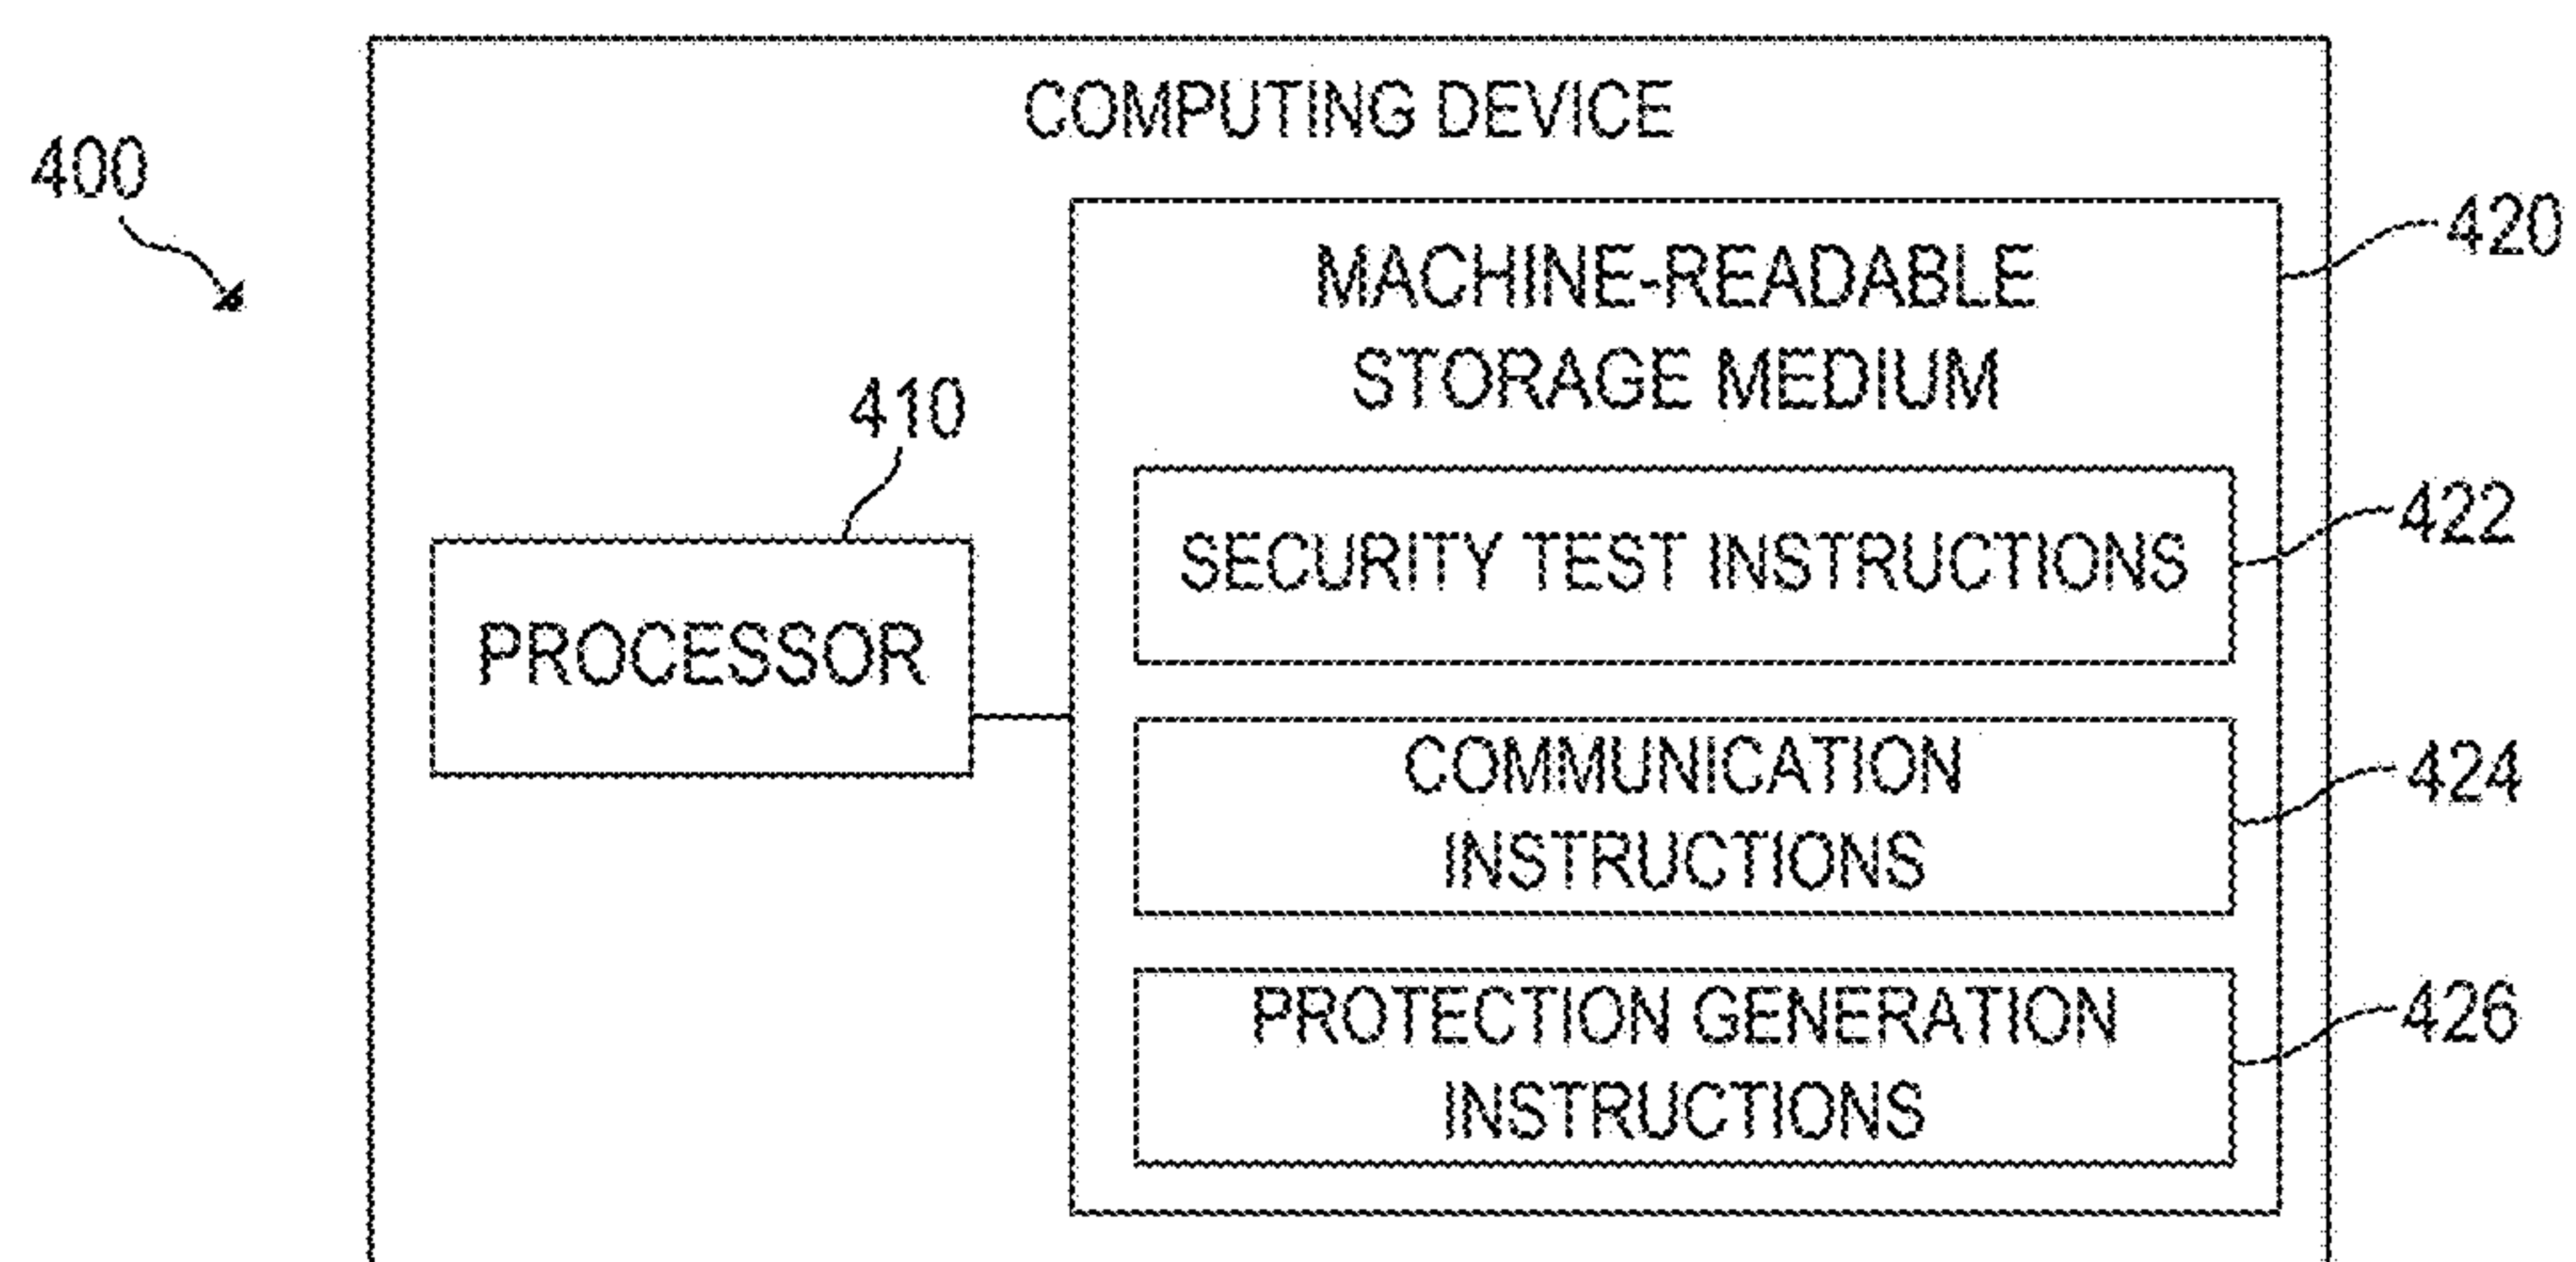 COMPUTING DEVICE
400
MACHINE-READABLE
STORAGE MEDIUM
420
410
PROCESSOR
SECURITY TEST INSTRUCTIONS
422
COMMUNICATION
INSTRUCTIONS
424
PROTECTION GENERATION
INSTRUCTIONS
426